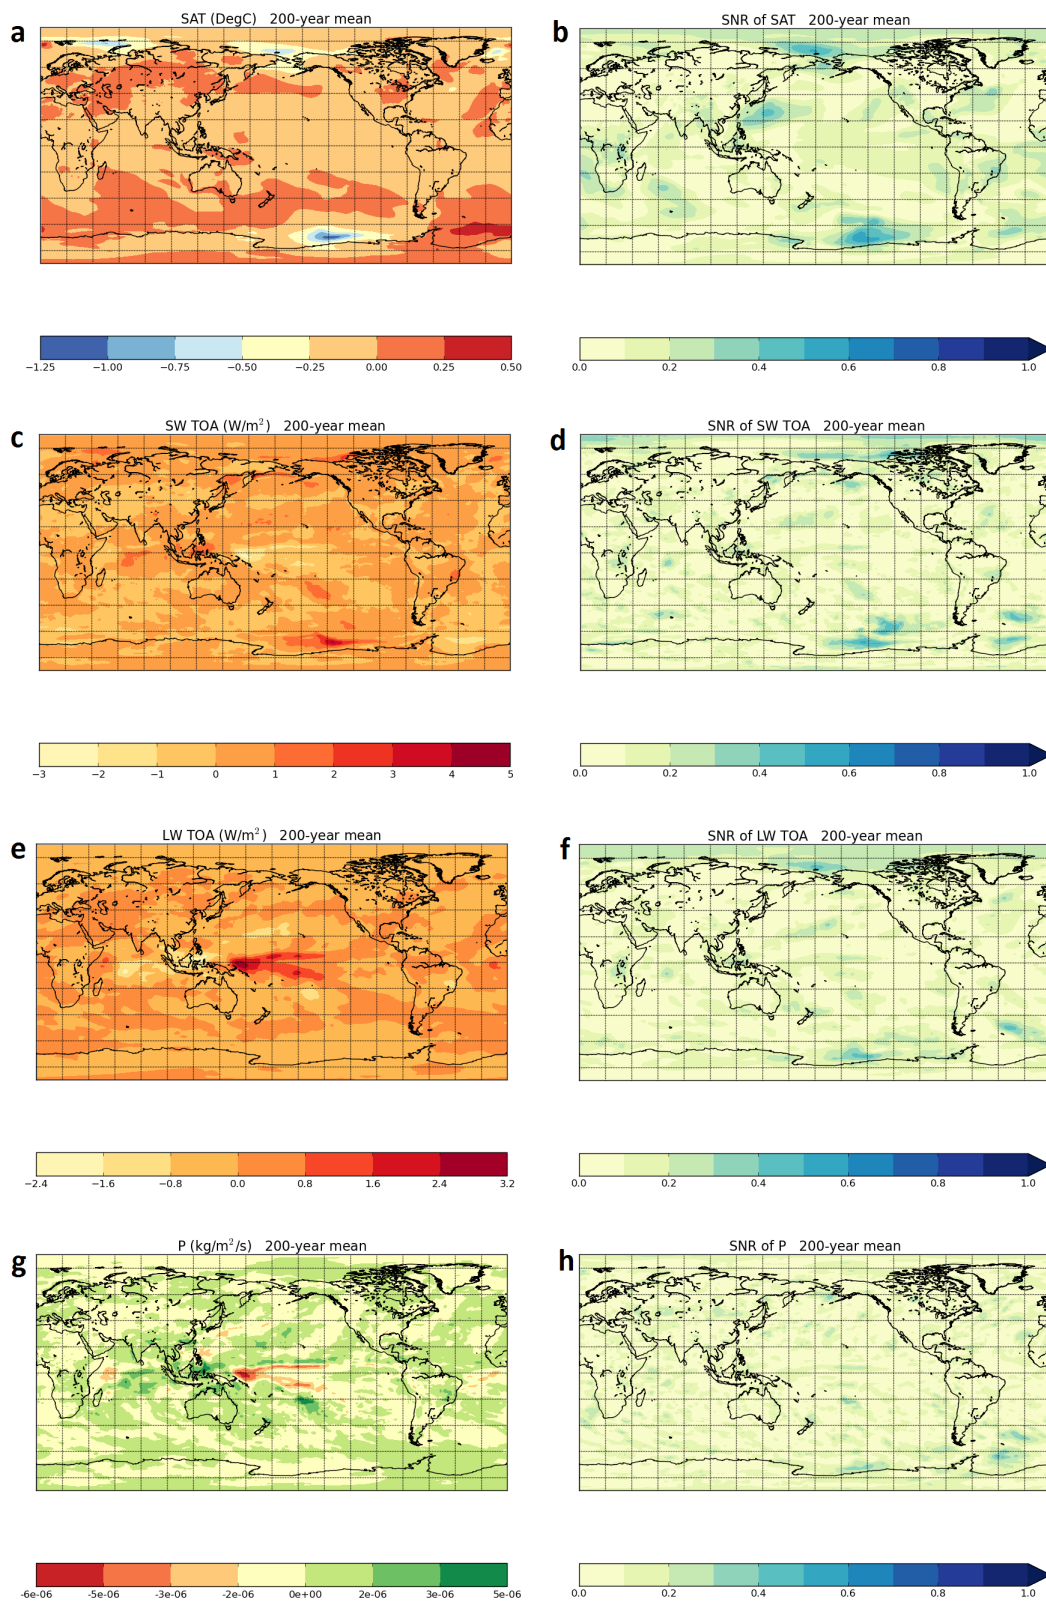 a
SAT (DegC) 200-year mean
−1.25 −1.00 −0.75 −0.50 −0.25 0.00 0.25 0.50
b
SNR of SAT 200-year mean
0.0 0.2 0.4 0.6 0.8 1.0
c
SW TOA (W/m²) 200-year mean
−3 −2 −1 0 1 2 3 4 5
d
SNR of SW TOA 200-year mean
0.0 0.2 0.4 0.6 0.8 1.0
e
LW TOA (W/m²) 200-year mean
−2.4 −1.6 −0.8 0.0 0.8 1.6 2.4 3.2
f
SNR of LW TOA 200-year mean
0.0 0.2 0.4 0.6 0.8 1.0
g
P (kg/m²/s) 200-year mean
−6e-06 −5e-06 −3e-06 −2e-06 0e+00 2e-06 3e-06 5e-06
h
SNR of P 200-year mean
0.0 0.2 0.4 0.6 0.8 1.0